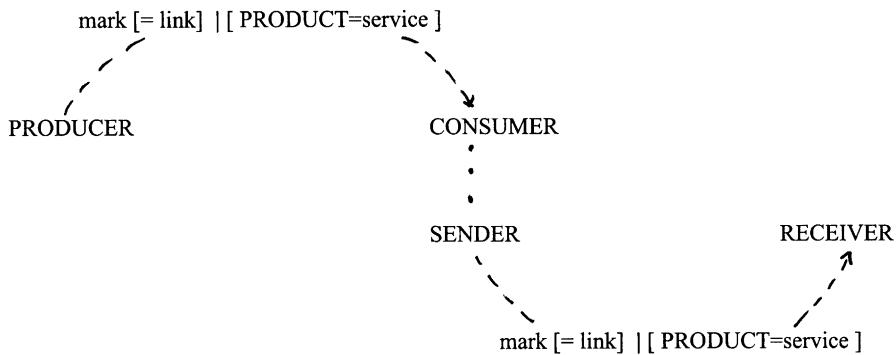 mark [= link] | [ PRODUCT=service ]
PRODUCER CONSUMER
SENDER RECEIVER
mark [= link] | [ PRODUCT=service ]